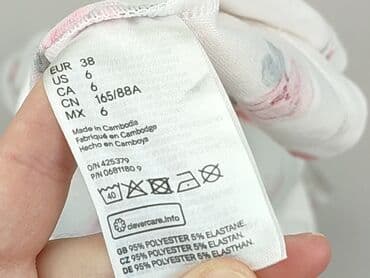 EUR 38
US 6
CA 6
CN 165/88A
MX 6
Made in Cambodia
Fabriqué en Cambodge
Hecho en Camboya
O/N 425379
P/N 0681180 9
40
clevercare.info
GB 95% POLYESTER 5% ELASTANE.
CZ 95% POLYESTER 5% ELASTAN.
DE 95% POLYESTER 5% ELASTHAN.